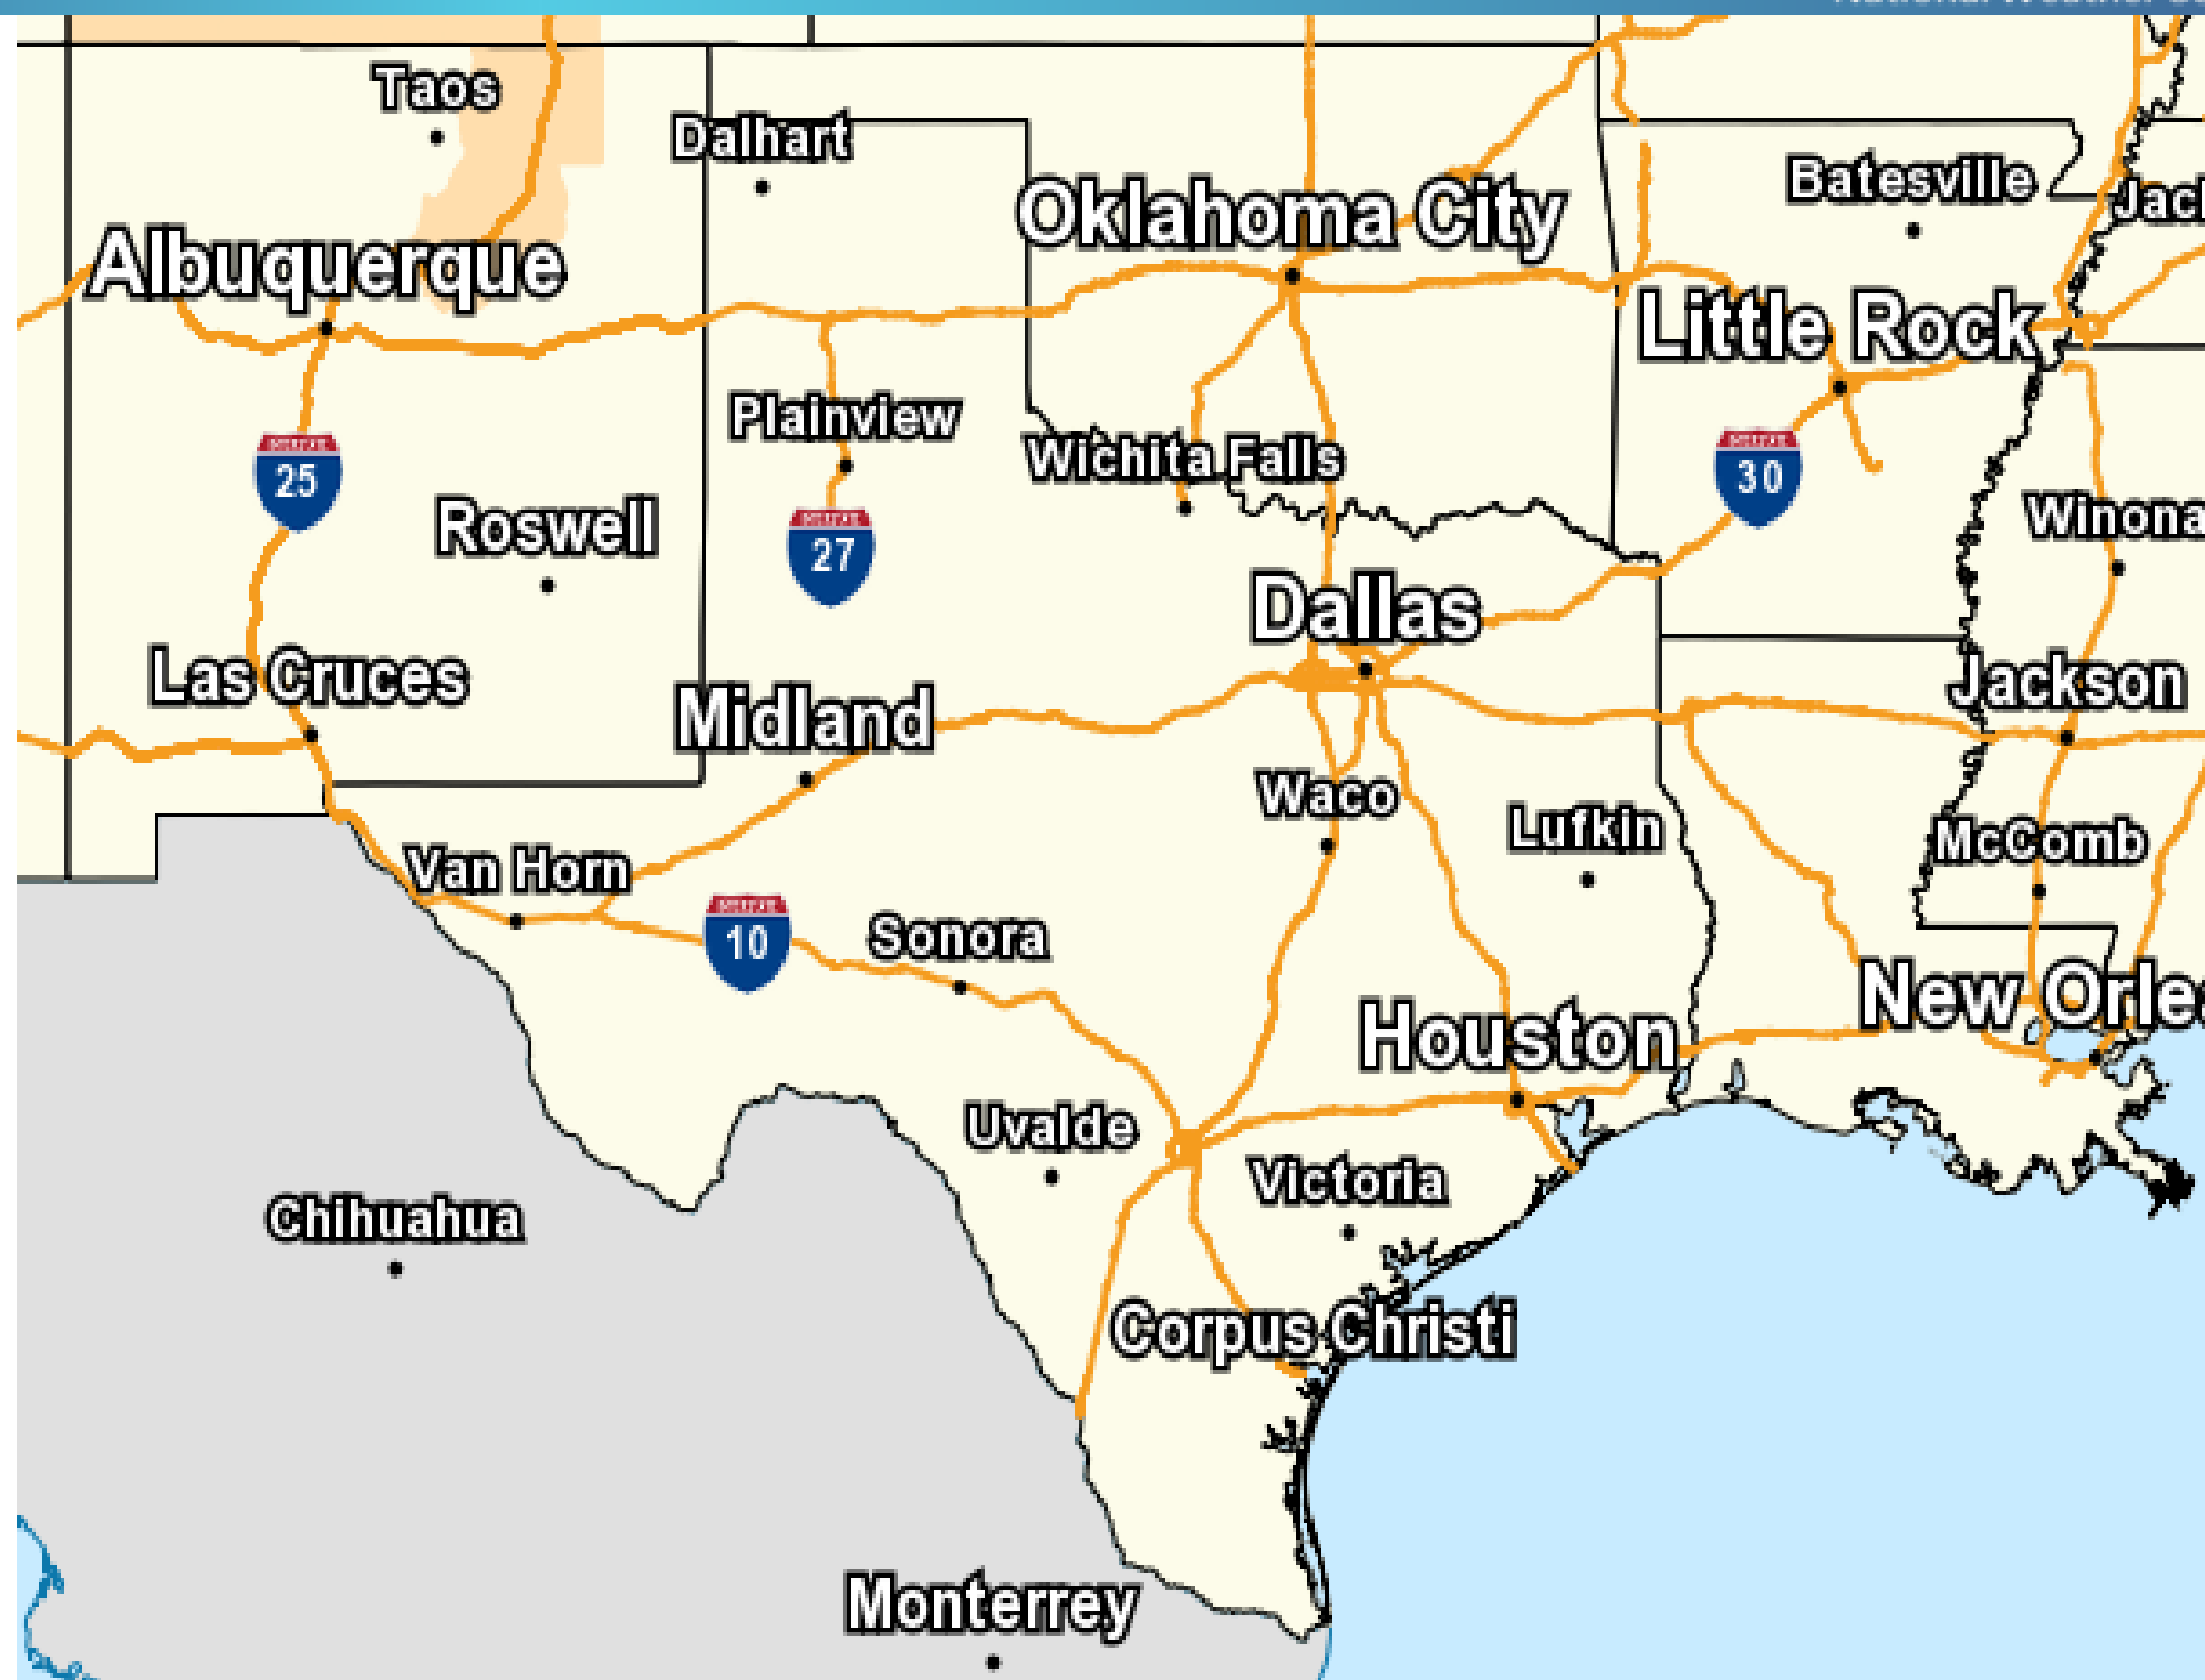 Taos
Dalhart
Batesville
Oklahoma City
Albuquerque
Little Rock
Plainview
Wichita Falls
25
30
Roswell
27
Winona
Dallas
Las Cruces
Jackson
Midland
Waco
Lufkin
McComb
Van Horn
10
Sonora
New Orle
Houston
Uvalde
Victoria
Chihuahua
Corpus Christi
Monterrey